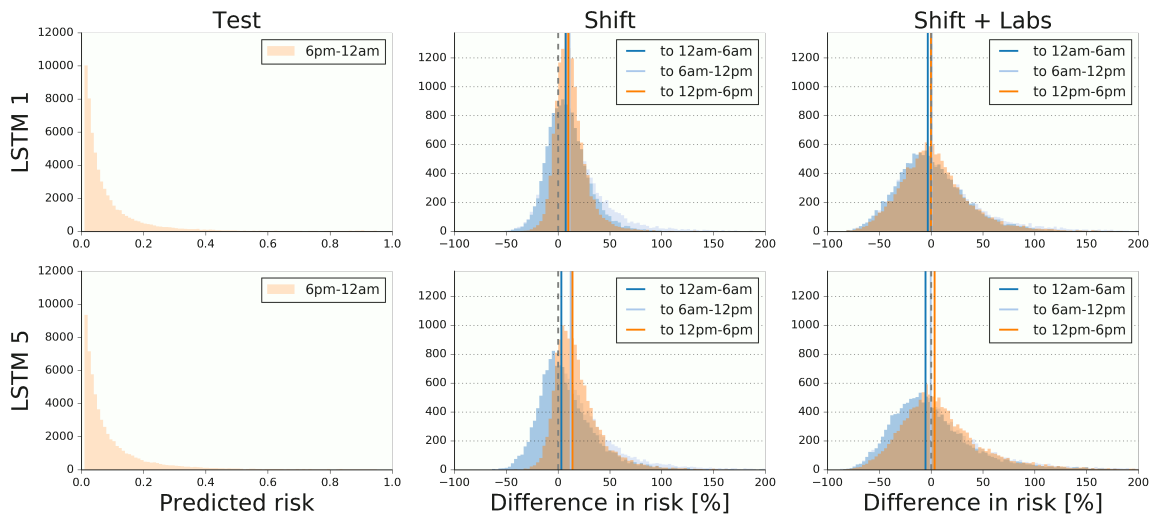 Test Shift Shift + Labs
LSTM 1
12000
10000
8000
6000
4000
2000
0
0.0 0.2 0.4 0.6 0.8 1.0
6pm-12am
1200
1000
800
600
400
200
0
−100 −50 0 50 100 150 200
to 12am-6am
to 6am-12pm
to 12pm-6pm
1200
1000
800
600
400
200
0
−100 −50 0 50 100 150 200
to 12am-6am
to 6am-12pm
to 12pm-6pm
LSTM 5
12000
10000
8000
6000
4000
2000
0
0.0 0.2 0.4 0.6 0.8 1.0
Predicted risk
6pm-12am
1200
1000
800
600
400
200
0
−100 −50 0 50 100 150 200
Difference in risk [%]
to 12am-6am
to 6am-12pm
to 12pm-6pm
1200
1000
800
600
400
200
0
−100 −50 0 50 100 150 200
Difference in risk [%]
to 12am-6am
to 6am-12pm
to 12pm-6pm